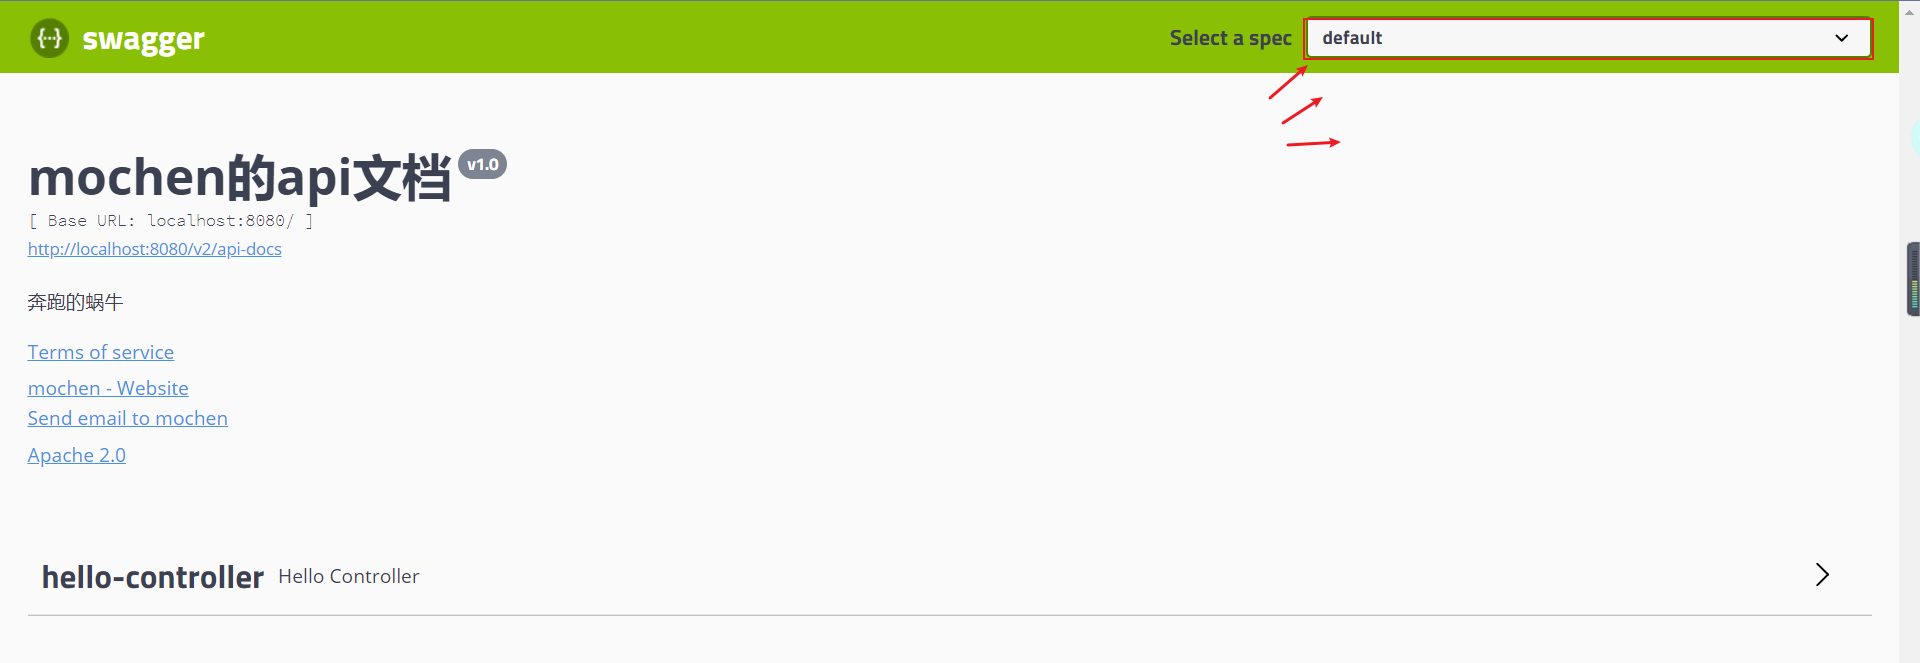 {···} swagger
Select a spec
default
mochen的api文档 v1.0
[ Base URL: localhost:8080/ ]
http://localhost:8080/v2/api-docs
奔跑的蜗牛
Terms of service
mochen - Website
Send email to mochen
Apache 2.0
hello-controller Hello Controller